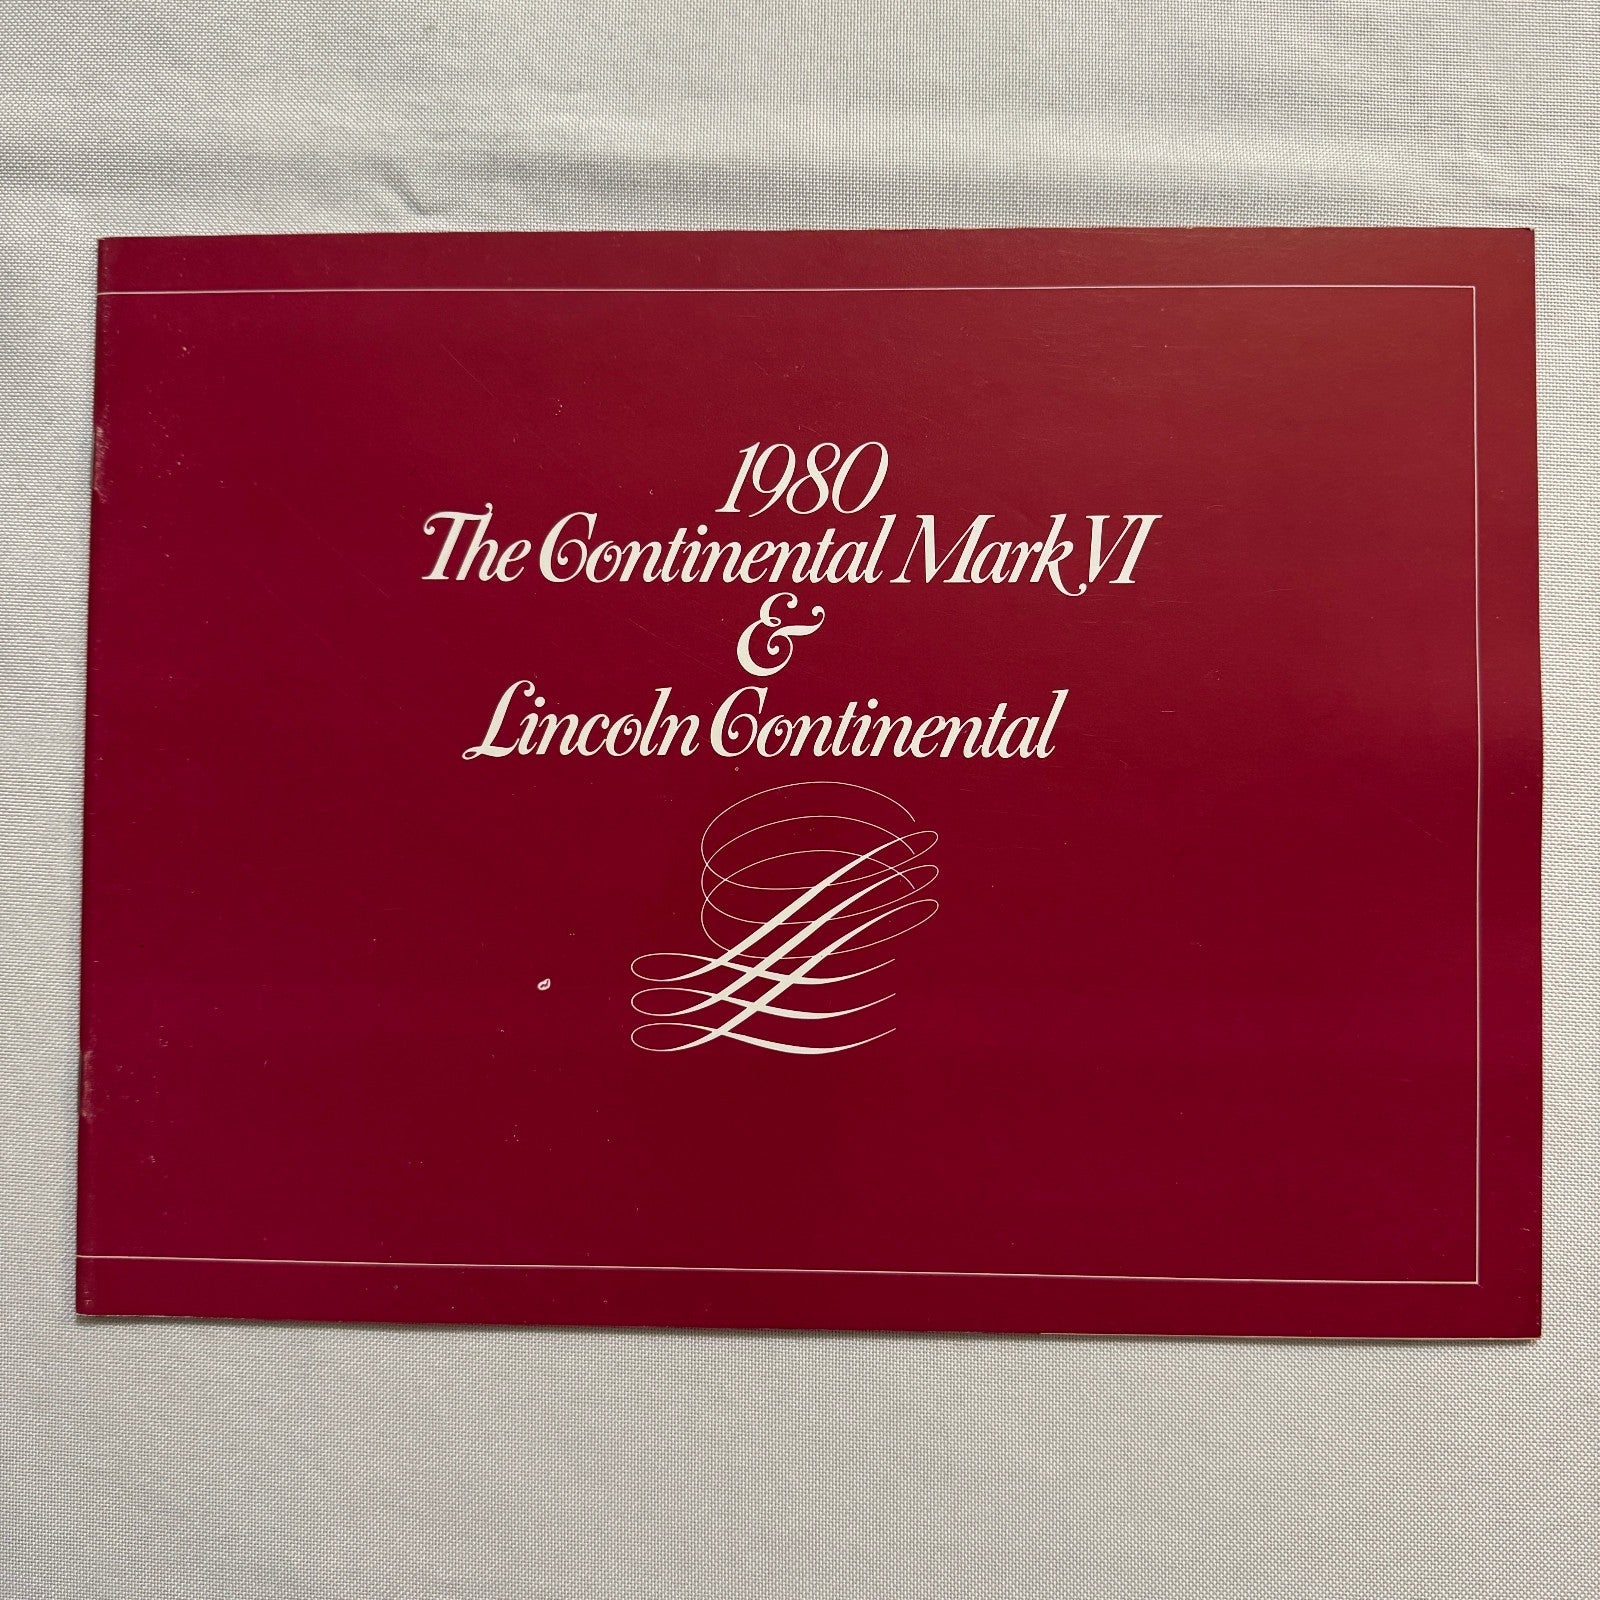 1980
The Continental Mark VI
&
Lincoln Continental